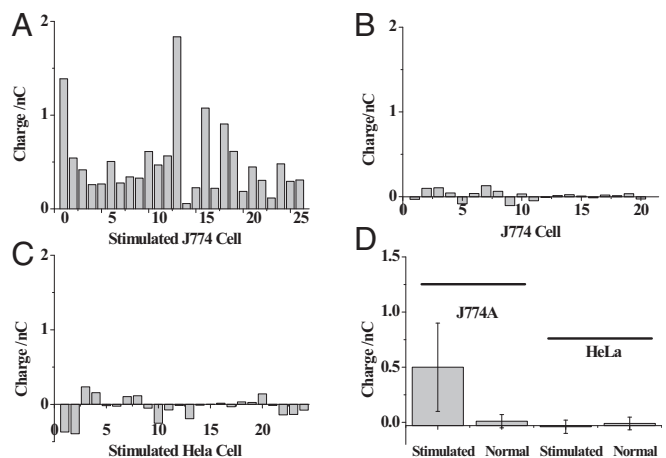 A
Charge /nC
2
1
0
0 5 10 15 20 25
Stimulated J774 Cell
B
Charge/nC
2
1
0
0 5 10 15 20
J774 Cell
C
Charge /nC
2
1
0
0 5 10 15 20
Stimulated Hela Cell
D
Charge /nC
1.5
1.0
0.5
0.0
J774A
HeLa
Stimulated Normal Stimulated Normal